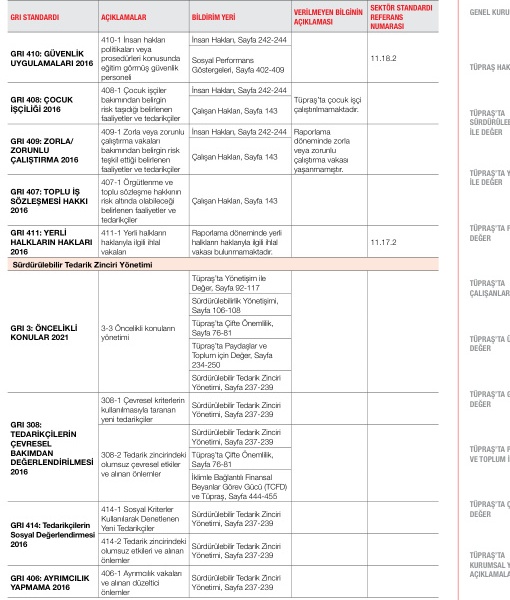 GRI STANDARDI
AÇIKLAMALAR
BİLDİRİM YERİ
VERİLMEYEN BİLGİNİN
AÇIKLAMASI
SEKTÖR STANDARDI
REFERANS
NUMARASI
GRI 410: GÜVENLİK
UYGULAMALARI 2016
410-1 İnsan hakları
politikaları veya
prosedürleri konusunda
eğitim görmüş güvenlik
personeli
İnsan Hakları, Sayfa 242-244
Sosyal Performans
Göstergeleri, Sayfa 402-409
11.18.2
GRI 408: ÇOCUK
İŞÇİLİĞİ 2016
408-1 Çocuk işçiler
bakımından belirgin
risk taşıdığı belirlenen
faaliyetler ve tedarikçiler
İnsan Hakları, Sayfa 242-244
Çalışan Hakları, Sayfa 143
Tüpraş'ta çocuk işçi
çalıştırılmamaktadır.
GRI 409: ZORLA/
ZORUNLU
ÇALIŞTIRMA 2016
409-1 Zorla veya zorunlu
çalıştırma vakaları
bakımından belirgin risk
teşkil ettiği belirlenen
faaliyetler ve tedarikçiler
İnsan Hakları, Sayfa 242-244
Çalışan Hakları, Sayfa 143
Raporlama
döneminde zorla
veya zorunlu
çalıştırma vakası
yaşanmamıştır.
GRI 407: TOPLU İŞ
SÖZLEŞMESİ HAKKI
2016
407-1 Örgütlenme ve
toplu sözleşme hakkının
risk altında olabileceği
belirlenen faaliyetler ve
tedarikçiler
Çalışan Hakları, Sayfa 143
GRI 411: YERLİ
HALKLARIN HAKLARI
2016
411-1 Yerli halkların
haklarıyla ilgili ihlal
vakaları
Raporlama döneminde yerli
halkların haklarıyla ilgili ihlal
vakası bulunmamaktadır.
11.17.2
Sürdürülebilir Tedarik Zinciri Yönetimi
GRI 3: ÖNCELİKLİ
KONULAR 2021
3-3 Öncelikli konuların
yönetimi
Tüpraş'ta Yönetişim ile
Değer, Sayfa 92-117
Sürdürülebilirlik Yönetişimi,
Sayfa 106-108
Tüpraş'ta Çifte Önemlilik,
Sayfa 76-81
Tüpraş'ta Paydaşlar ve
Toplum için Değer, Sayfa
234-250
Sürdürülebilir Tedarik Zinciri
Yönetimi, Sayfa 237-239
GRI 308:
TEDARİKÇİLERİN
ÇEVRESEL
BAKIMDAN
DEĞERLENDİRİLMESİ
2016
308-1 Çevresel kriterlerin
kullanılmasıyla taranan
yeni tedarikçiler
Sürdürülebilir Tedarik Zinciri
Yönetimi, Sayfa 237-239
308-2 Tedarik zincirindeki
olumsuz çevresel etkiler
ve alınan önlemler
Sürdürülebilir Tedarik Zinciri
Yönetimi, Sayfa 237-239
Tüpraş'ta Çifte Önemlilik,
Sayfa 76-81
İklimle Bağlantılı Finansal
Beyanlar Görev Gücü (TCFD)
ve Tüpraş, Sayfa 444-455
GRI 414: Tedarikçilerin
Sosyal Değerlendirmesi
2016
414-1 Sosyal Kriterler
Kullanılarak Denetlenen
Yeni Tedarikçiler
Sürdürülebilir Tedarik Zinciri
Yönetimi, Sayfa 237-239
414-2 Tedarik zincirindeki
olumsuz etkileri ve alınan
önlemler
Sürdürülebilir Tedarik Zinciri
Yönetimi, Sayfa 237-239
GRI 406: AYRIMCILIK
YAPMAMA 2016
406-1 Ayrımcılık vakaları
ve alınan düzeltici
önlemler
Sürdürülebilir Tedarik Zinciri
Yönetimi, Sayfa 237-239
GENEL KURU
TÜPRAŞ HAK
TÜPRAŞ'TA
SÜRDÜRÜLEB
İLE DEĞER
TÜPRAŞ'TA Y
İLE DEĞER
TÜPRAŞ'TA F
DEĞER
TÜPRAŞ'TA
ÇALIŞANLAR
TÜPRAŞ'TA Ü
DEĞER
TÜPRAŞ'TA G
DEĞER
TÜPRAŞ'TA P
VE TOPLUM İ
TÜPRAŞ'TA Ç
DEĞER
TÜPRAŞ'TA
KURUMSAL Y
AÇIKLAMALA